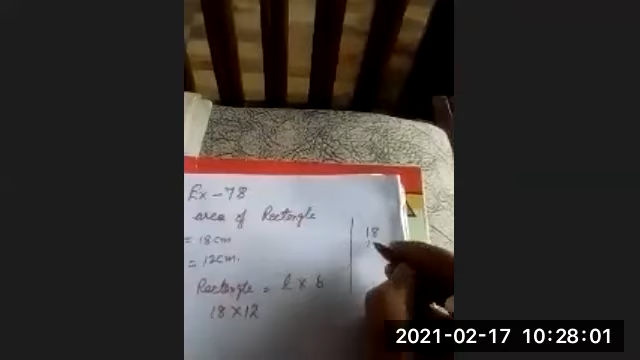 Ex - 78
area of Rectangle
= 18cm
= 12cm.
Rectangle = l × b
18 × 12
18
2021-02-17 10:28:01